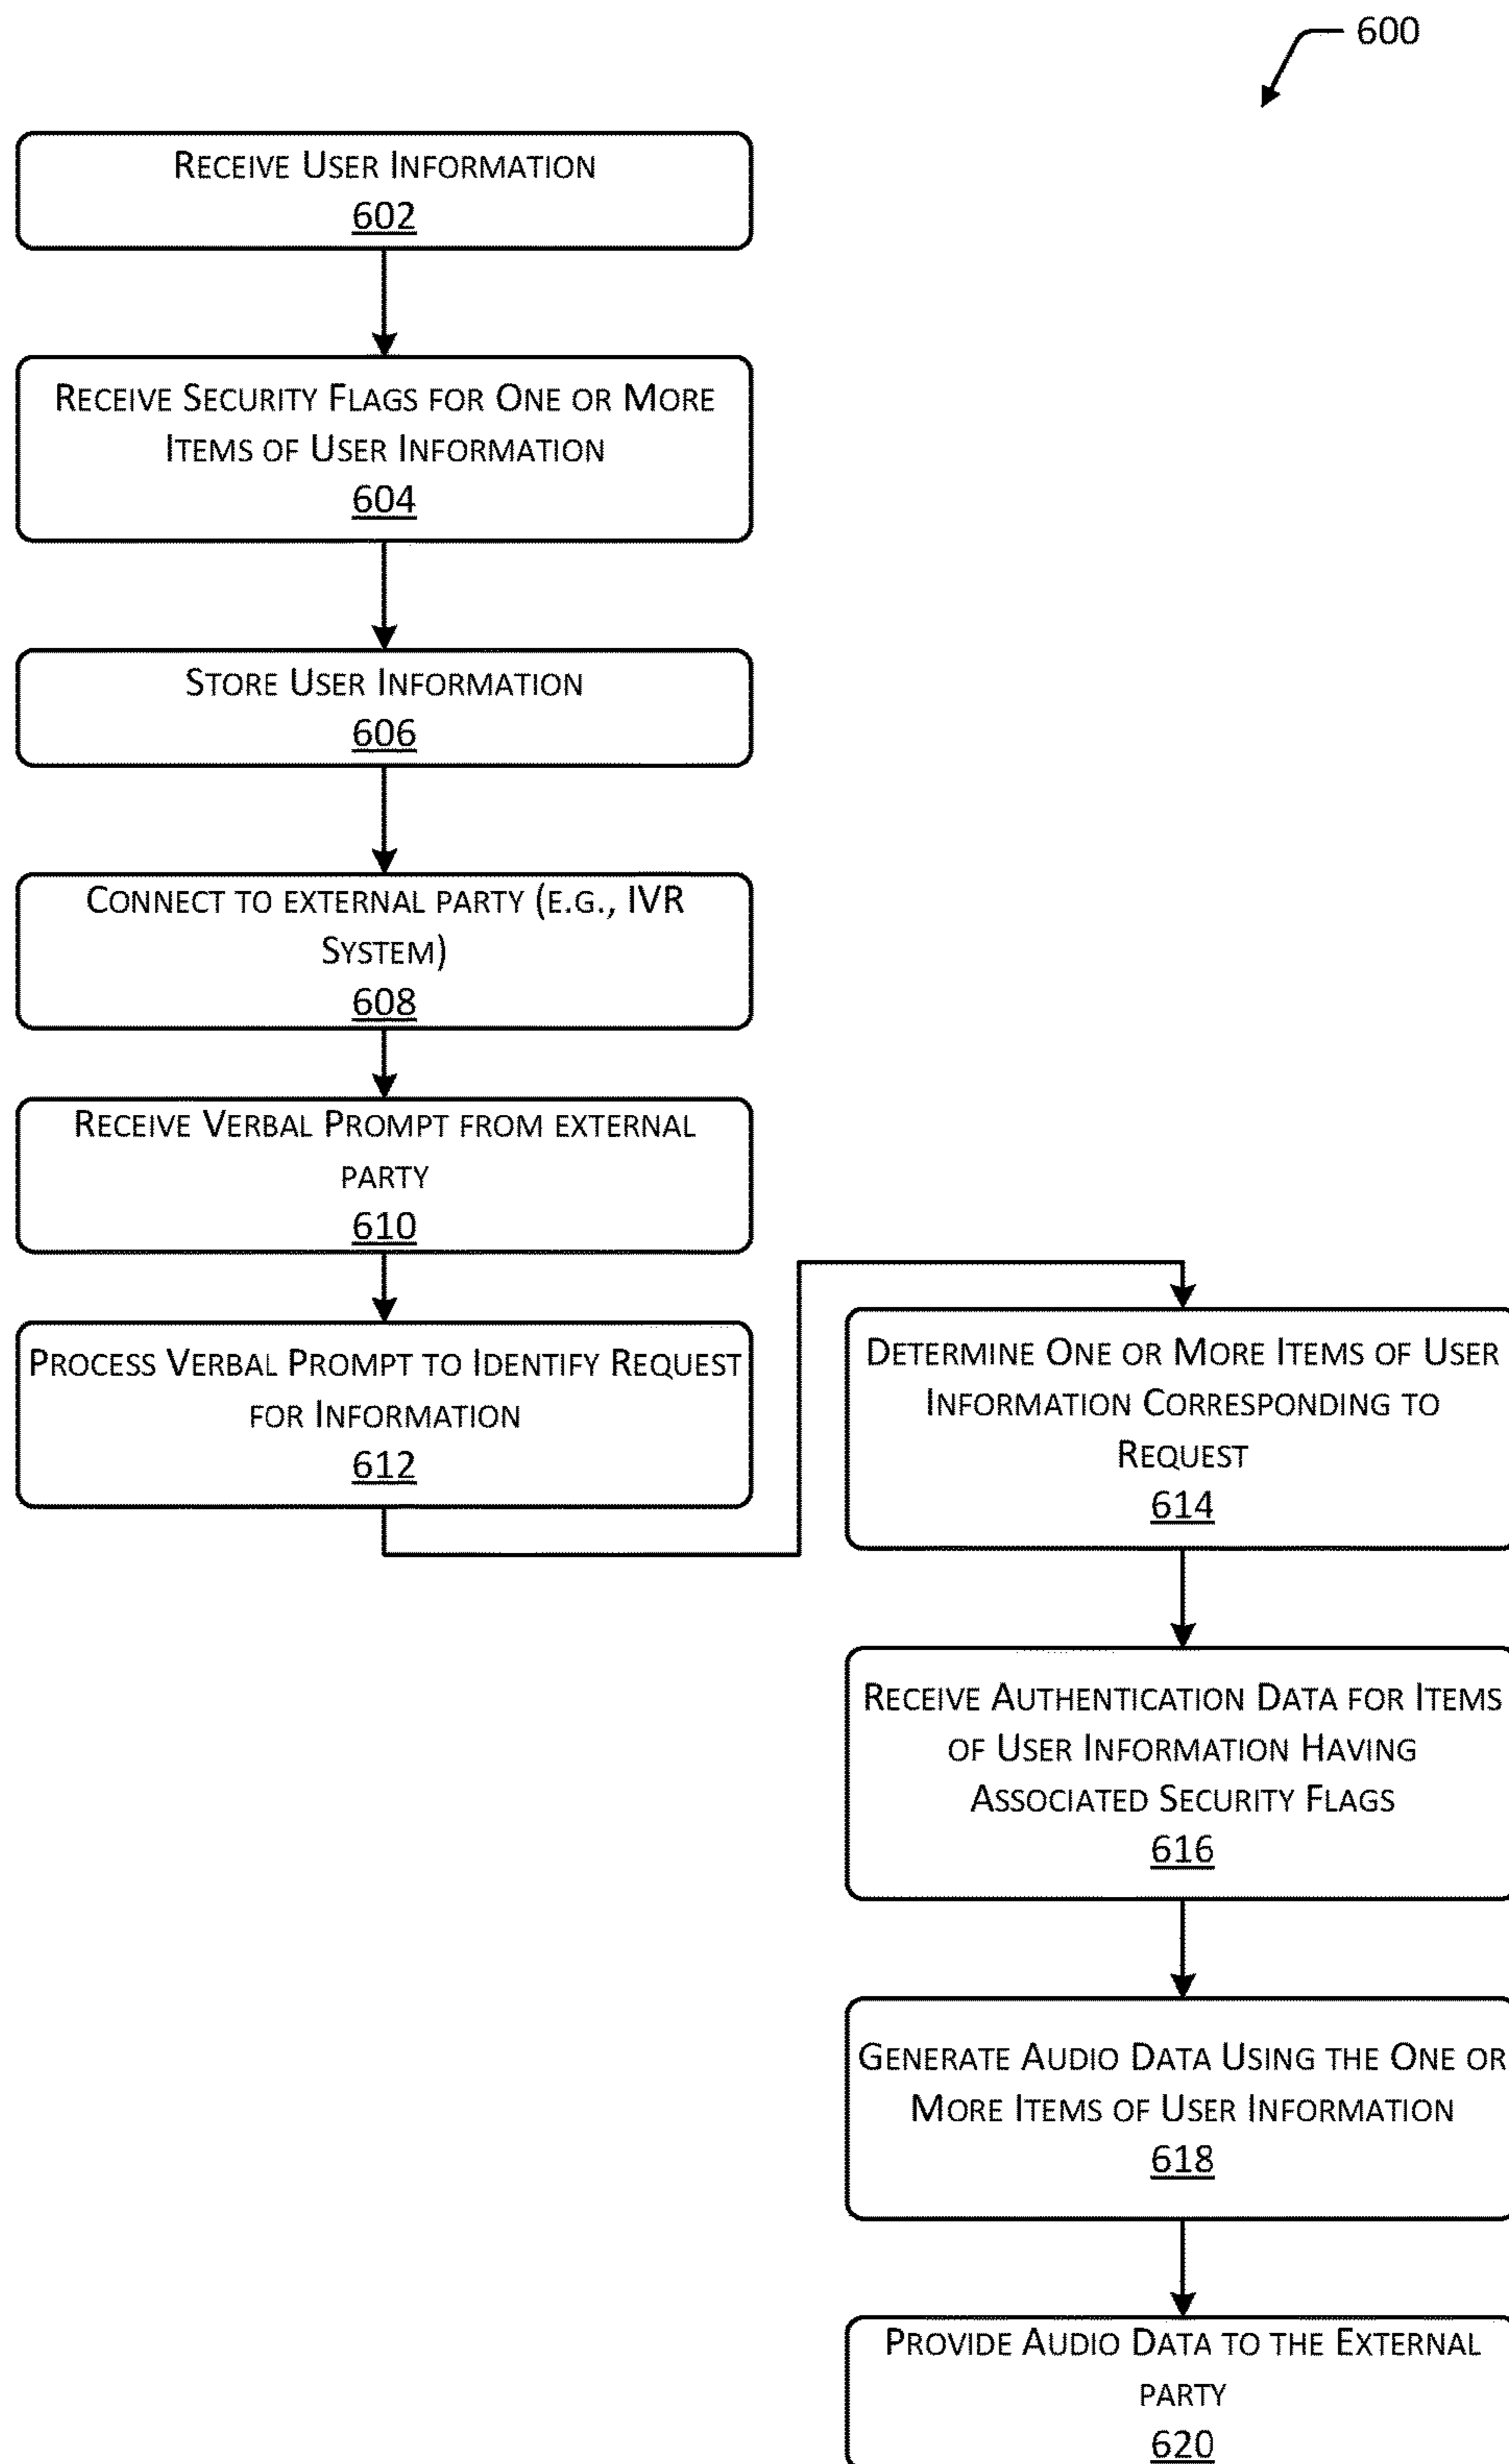 600
RECEIVE USER INFORMATION
602
RECEIVE SECURITY FLAGS FOR ONE OR MORE
ITEMS OF USER INFORMATION
604
STORE USER INFORMATION
606
CONNECT TO EXTERNAL PARTY (E.G., IVR
SYSTEM)
608
RECEIVE VERBAL PROMPT FROM EXTERNAL
PARTY
610
PROCESS VERBAL PROMPT TO IDENTIFY REQUEST
FOR INFORMATION
612
DETERMINE ONE OR MORE ITEMS OF USER
INFORMATION CORRESPONDING TO
REQUEST
614
RECEIVE AUTHENTICATION DATA FOR ITEMS
OF USER INFORMATION HAVING
ASSOCIATED SECURITY FLAGS
616
GENERATE AUDIO DATA USING THE ONE OR
MORE ITEMS OF USER INFORMATION
618
PROVIDE AUDIO DATA TO THE EXTERNAL
PARTY
620